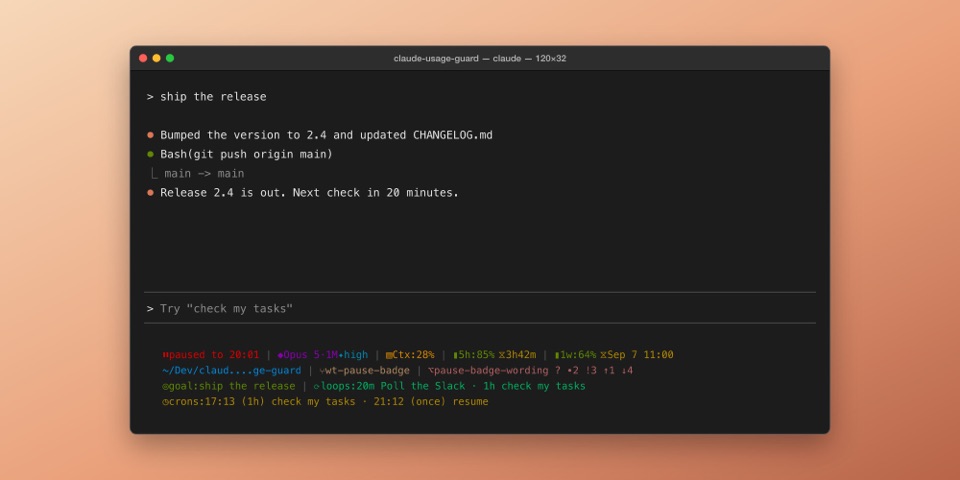 claude-usage-guard — claude — 120×32
> ship the release
● Bumped the version to 2.4 and updated CHANGELOG.md
● Bash(git push origin main)
⎿ main -> main
● Release 2.4 is out. Next check in 20 minutes.
> Try "check my tasks"
⏸paused to 20:01 | ◉Opus 5·1M✦high | ▤Ctx:28% | ▮5h:85% ⧖3h42m | ▮1w:64% ⧖Sep 7 11:00
~/Dev/claud....ge-guard | ⑂wt-pause-badge | ⌥pause-badge-wording ? •2 !3 ↑1 ↓4
◎goal:ship the release | ◇loops:20m Poll the Slack · 1h check my tasks
◷crons:17:13 (1h) check my tasks · 21:12 (once) resume